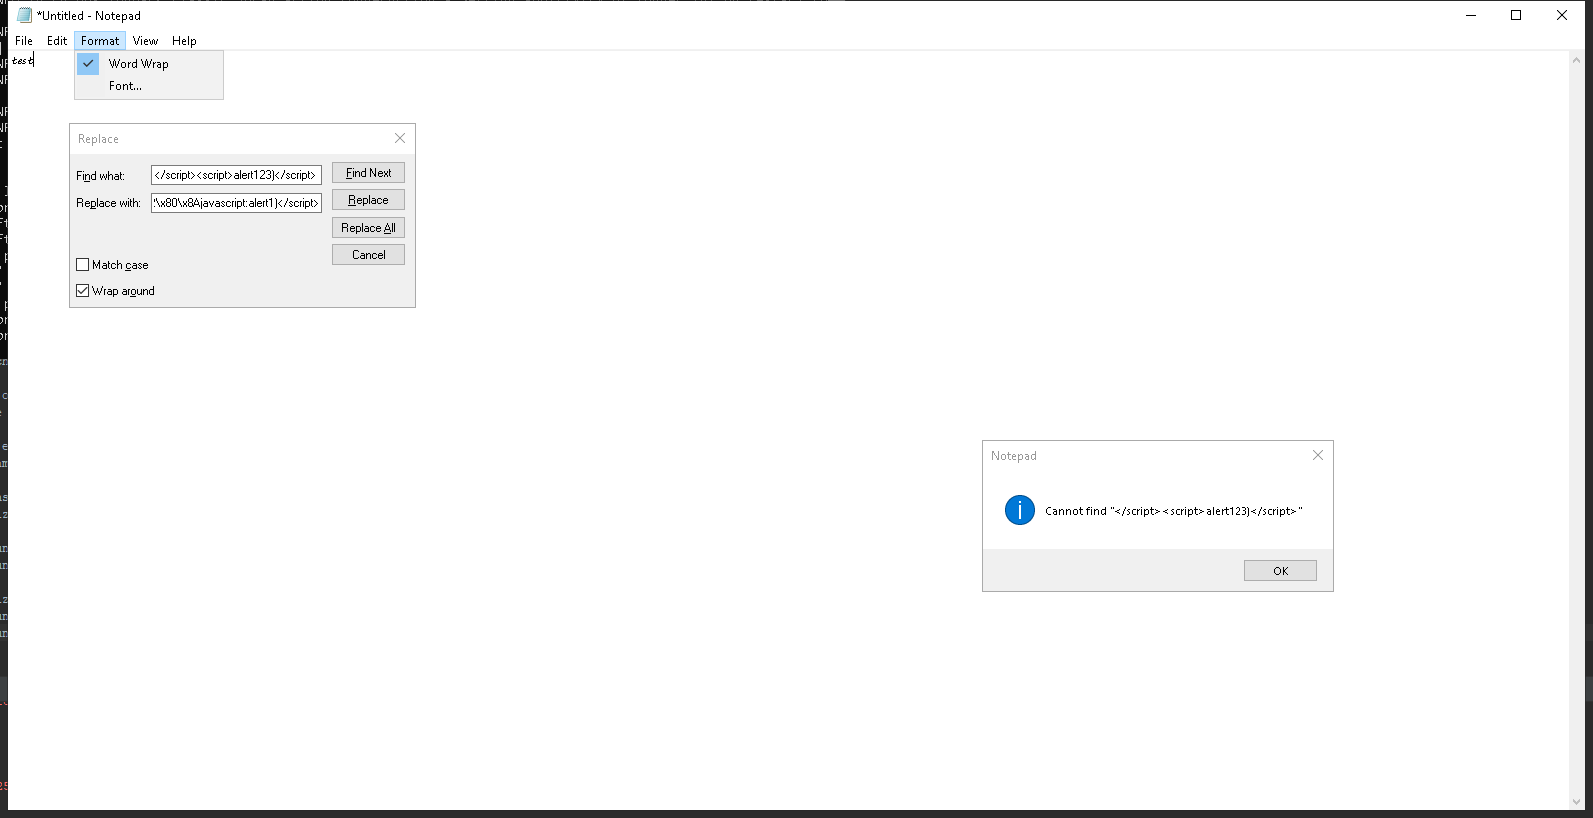 *Untitled - Notepad
File Edit Format View Help
test
Word Wrap
Font...
Replace
Find what: </script><script>alert123)</script> Find Next
Replace with: \x80\x8Ajavascript:alert1)</script> Replace
Replace All
Cancel
Match case
Wrap around
Notepad
Cannot find "</script><script>alert123)</script>"
OK